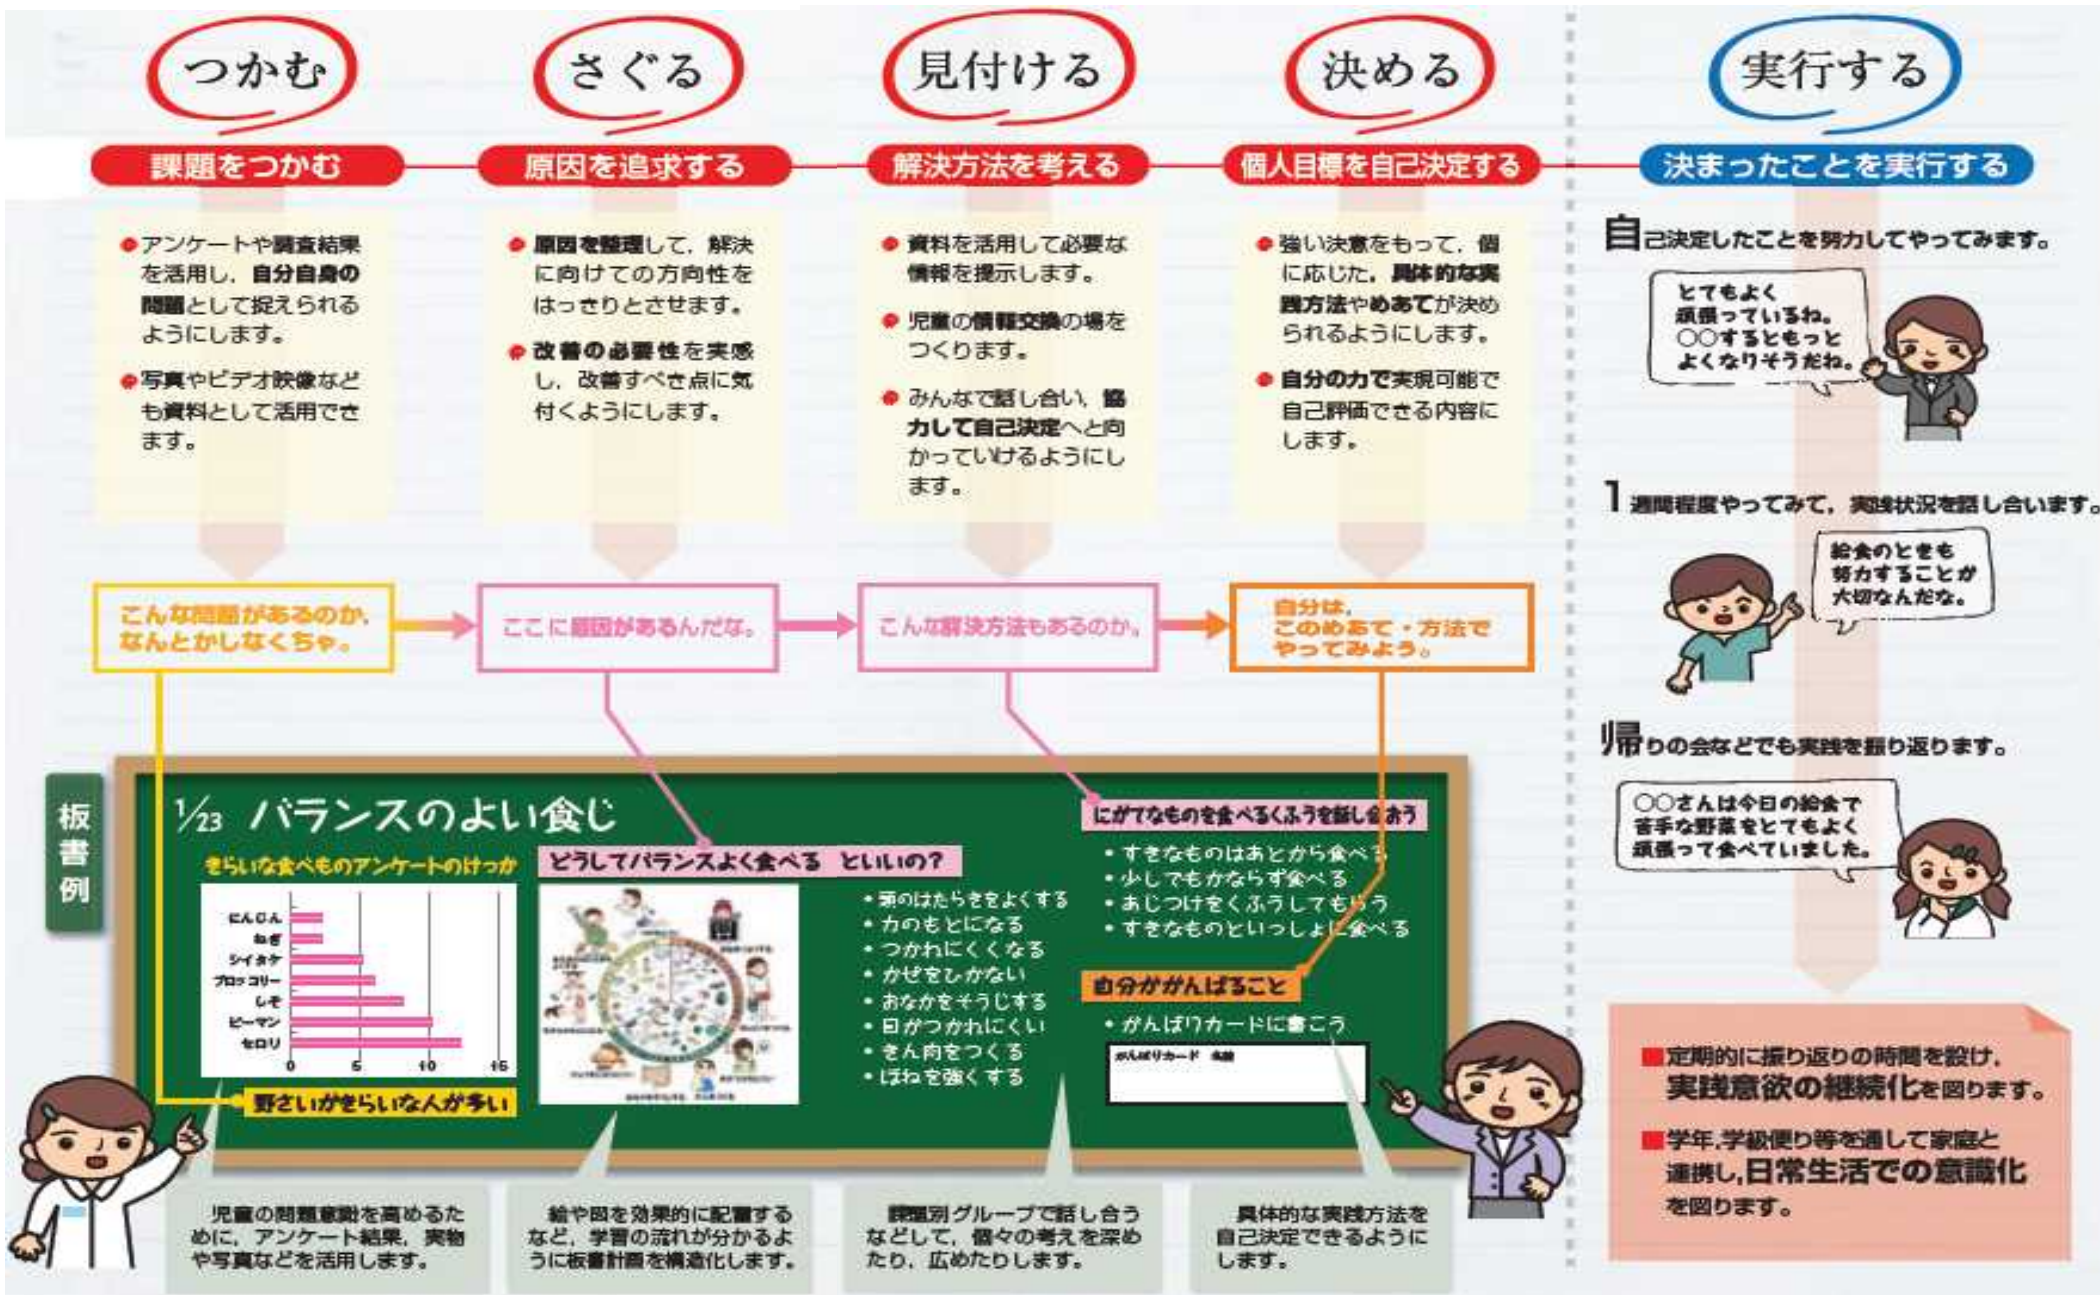 つかむ
課題をつかむ
●アンケートや調査結果
を活用し，自分自身の
問題として捉えられる
ようにします。
●写真やビデオ映像など
も資料として活用でき
ます。
こんな問題があるのか，
なんとかしなくちゃ。
さぐる
原因を追求する
●原因を整理して，解決
に向けての方向性を
はっきりとさせます。
●改善の必要性を実感
し，改善すべき点に気
付くようにします。
ここに原因があるんだな。
見付ける
解決方法を考える
●資料を活用して必要な
情報を提示します。
●児童の情報交換の場を
つくります。
●みんなで話し合い，協
力して自己決定へと向
かっていけるようにし
ます。
こんな解決方法もあるのか。
決める
個人目標を自己決定する
●強い決意をもって，個
に応じた，具体的な実
践方法やめあてが決め
られるようにします。
●自分の力で実現可能で
自己評価できる内容に
します。
自分は，
このめあて・方法で
やってみよう。
実行する
決まったことを実行する
自己決定したことを努力してやってみます。
とてもよく
頑張っているね。
○○するともっと
よくなりそうだね。
1週間程度やってみて，実践状況を話し合います。
給食のときも
努力することが
大切なんだな。
帰りの会などでも実践を振り返ります。
○○さんは今日の給食で
苦手な野菜をとてもよく
頑張って食べていました。
■定期的に振り返りの時間を設け，
実践意欲の継続化を図ります。
■学年，学級便り等を通して家庭と
連携し，日常生活での意識化
を図ります。
板書例
1/23 バランスのよい食じ
きらいな食べものアンケートのけっか
にんじん
ねぎ
シイタケ
ブロッコリー
しそ
ピーマン
セロリ
0 5 10 15
野さいがきらいな人が多い
どうしてバランスよく食べる といいの？
・頭のはたらきをよくする
・力のもとになる
・つかれにくくなる
・かぜをひかない
・おなかをそうじする
・目がつかれにくい
・きん肉をつくる
・ほねを強くする
にがてなものを食べるくふうを話し合おう
・すきなものはあとから食べる
・少しでもかならず食べる
・あじつけをくふうしてもらう
・すきなものといっしょに食べる
自分ががんばること
・がんばりカードに書こう
がんばりカード 名前
児童の問題意識を高めるた
めに，アンケート結果，実物
や写真などを活用します。
絵や図を効果的に配置する
など，学習の流れが分かるよ
うに板書計画を構造化します。
課題別グループで話し合う
などして，個々の考えを深め
たり，広めたりします。
具体的な実践方法を
自己決定できるように
します。